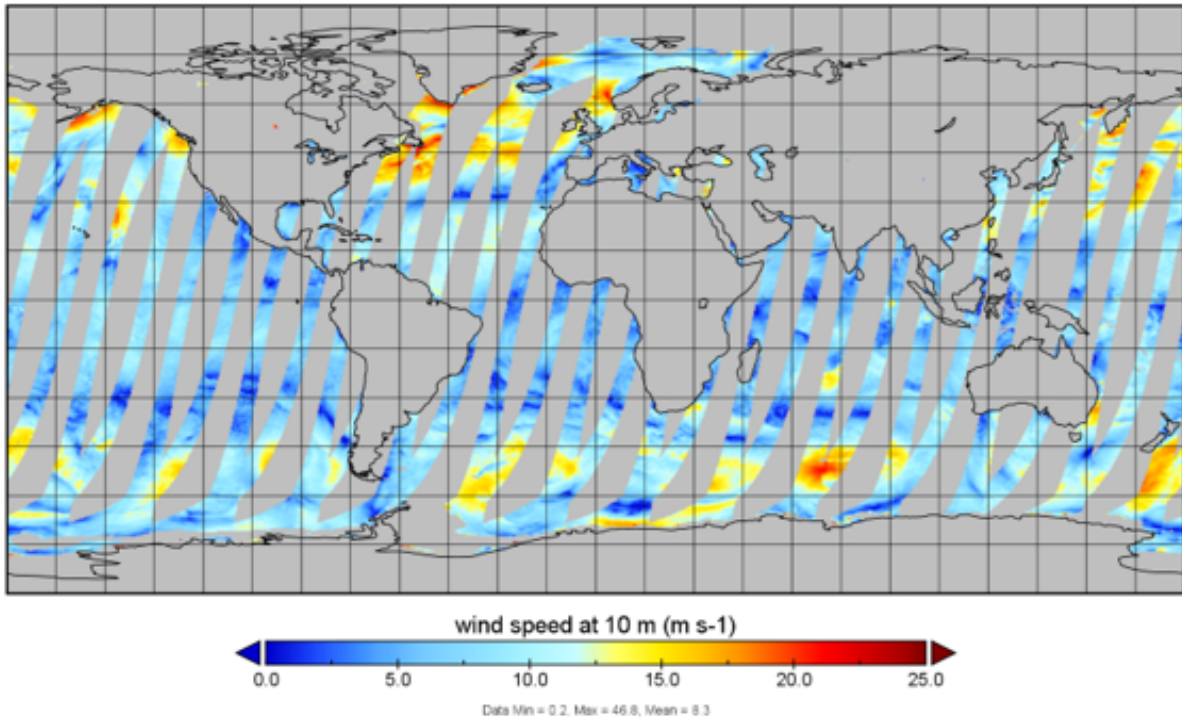 wind speed at 10 m (m s-1)
0.0 5.0 10.0 15.0 20.0 25.0
Data Min = 0.2, Max = 46.8, Mean = 8.3